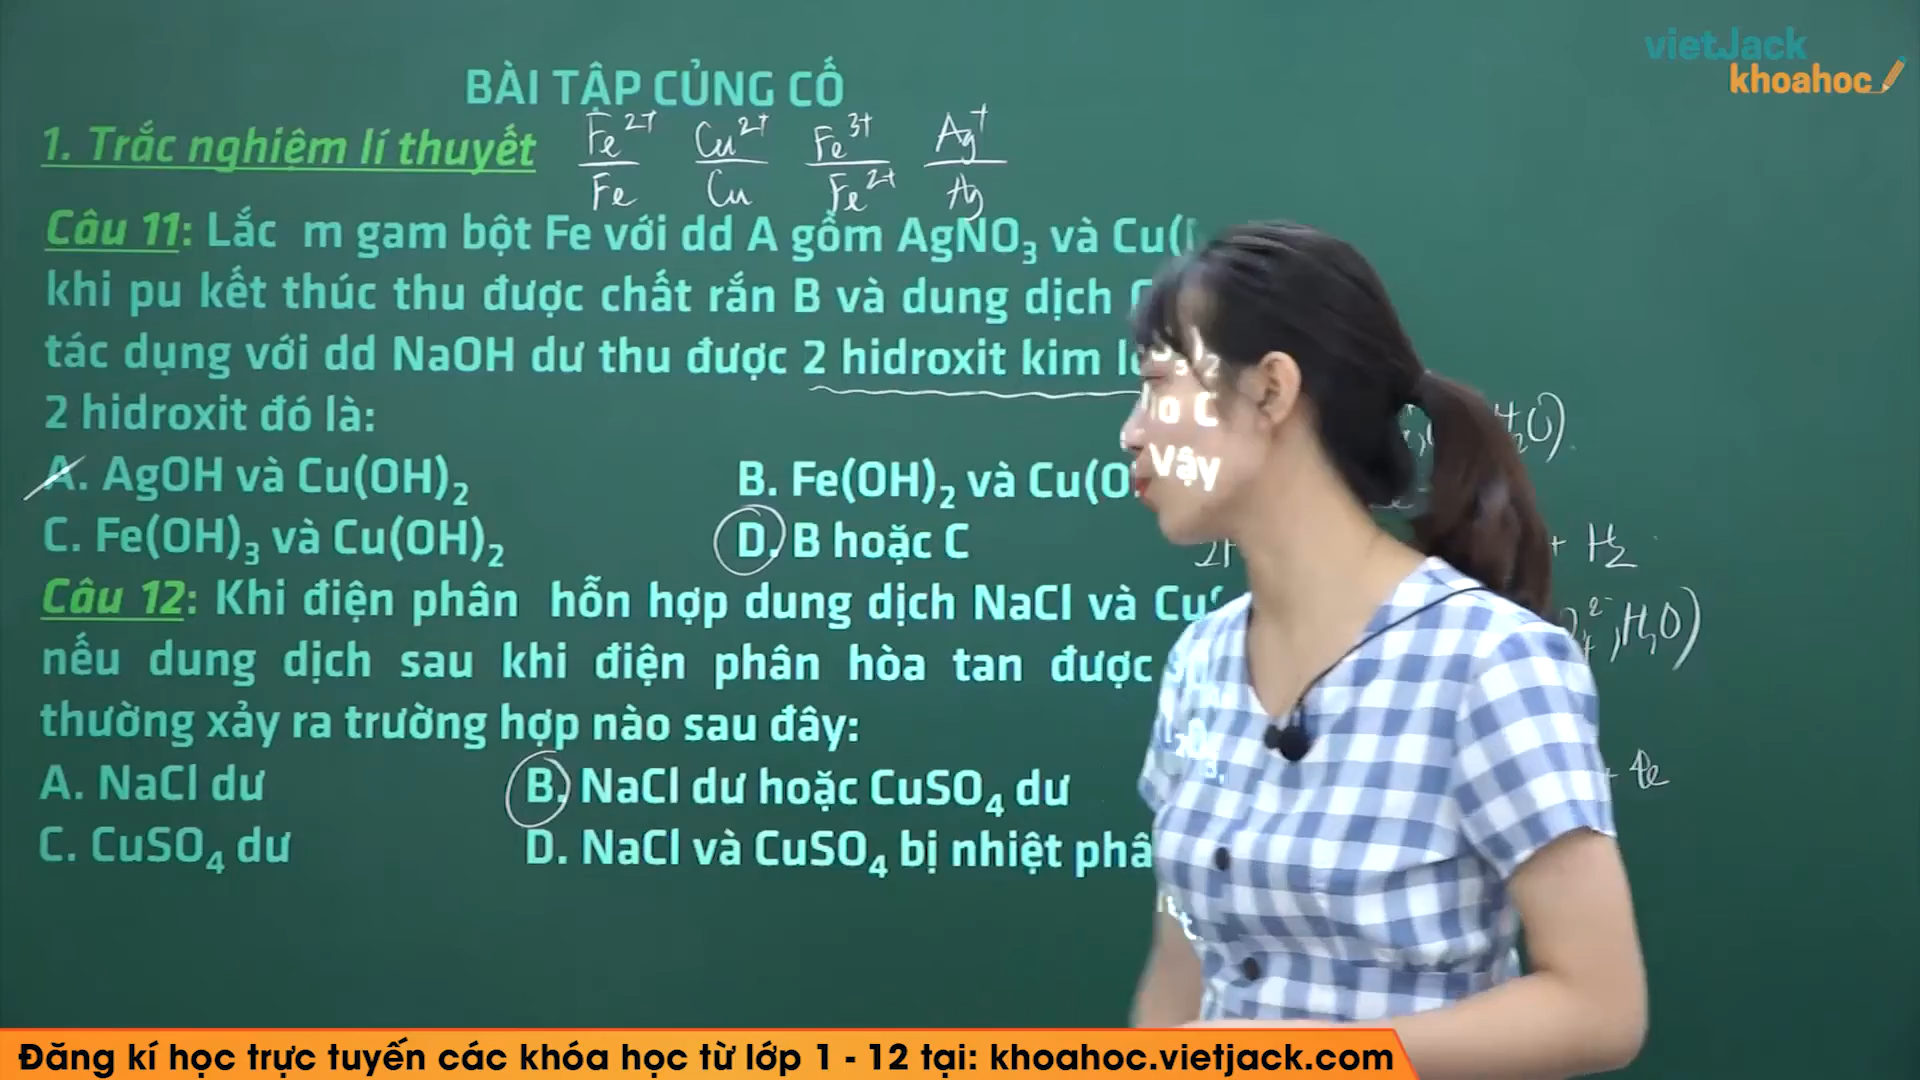 vietJack
khoahoc
BÀI TẬP CỦNG CỐ
1. Trắc nghiệm lí thuyết
Fe²⁺ Cu²⁺ Fe³⁺ Ag⁺
Fe Cu Fe²⁺ Ag
Câu 11: Lắc m gam bột Fe với dd A gồm AgNO₃ và
khi pu kết thúc thu được chất rắn B và dung dịch
tác dụng với dd NaOH dư thu được 2 hidroxit kim
Vậy
2 hidroxit đó là:
A. AgOH và Cu(OH)₂
B. Fe(OH)₂ và
C. Fe(OH)₃ và Cu(OH)₂
D. B hoặc C
+ H₂
Câu 12: Khi điện phân hỗn hợp dung dịch NaCl và
H₂O)
nếu dung dịch sau khi điện phân hòa tan được
thường xảy ra trường hợp nào sau đây:
A. NaCl dư
B. NaCl dư hoặc CuSO₄ dư
C. CuSO₄ dư
D. NaCl và CuSO₄ bị nhiệt
Đăng kí học trực tuyến các khóa học từ lớp 1 - 12 tại: khoahoc.vietjack.com